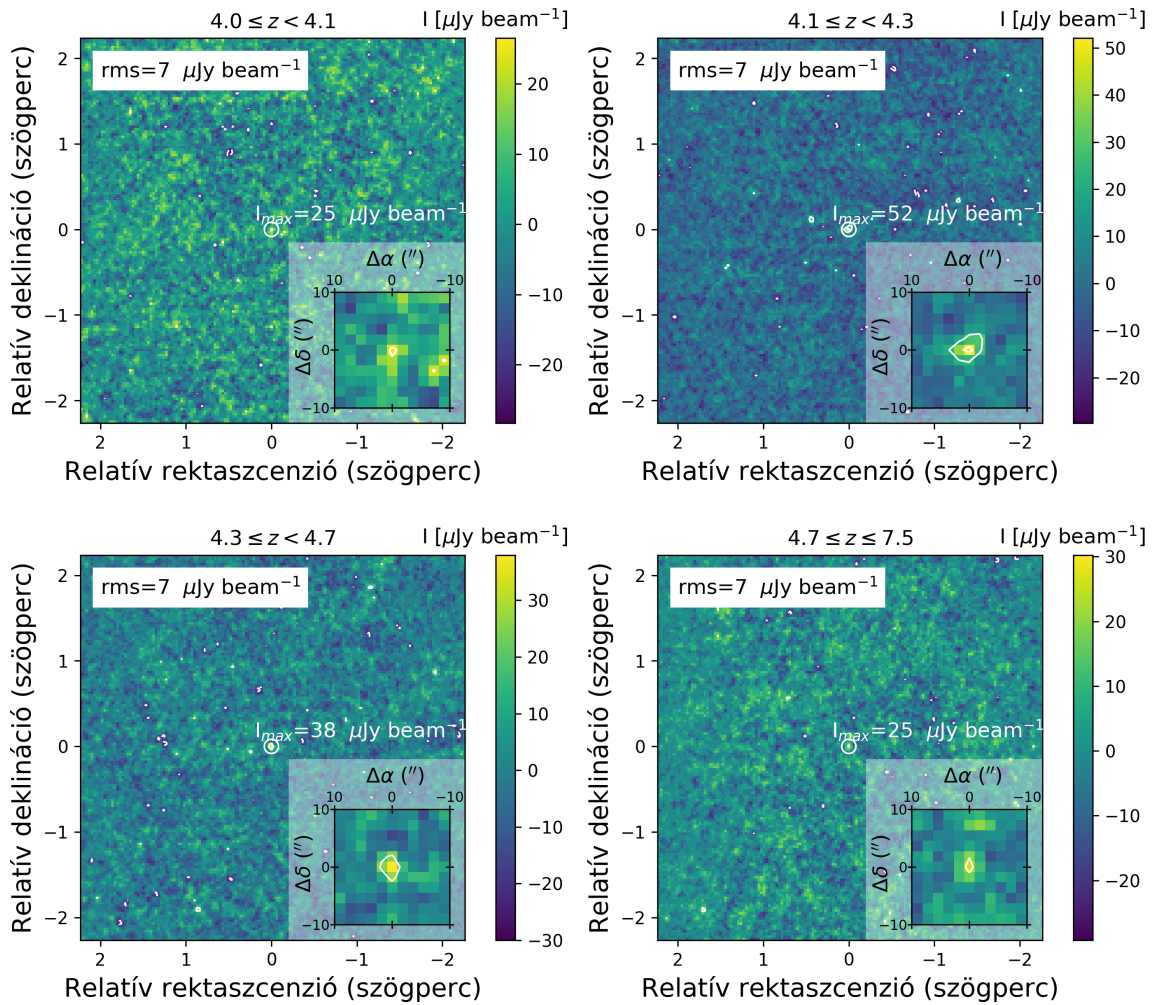 4.0 ≤ z < 4.1
I [μJy beam⁻¹]
rms=7 μJy beam⁻¹
I_max=25 μJy beam⁻¹
Δα (″)
10 0 −10
10
0
−10
Δδ (″)
2
1
0
−1
−2
Relatív deklináció (szögperc)
2 1 0 −1 −2
Relatív rektaszcenzió (szögperc)
20
10
0
−10
−20
4.1 ≤ z < 4.3
I [μJy beam⁻¹]
rms=7 μJy beam⁻¹
I_max=52 μJy beam⁻¹
Δα (″)
10 0 −10
10
0
−10
Δδ (″)
2
1
0
−1
−2
Relatív deklináció (szögperc)
2 1 0 −1 −2
Relatív rektaszcenzió (szögperc)
50
40
30
20
10
0
−10
−20
4.3 ≤ z < 4.7
I [μJy beam⁻¹]
rms=7 μJy beam⁻¹
I_max=38 μJy beam⁻¹
Δα (″)
10 0 −10
10
0
−10
Δδ (″)
2
1
0
−1
−2
Relatív deklináció (szögperc)
2 1 0 −1 −2
Relatív rektaszcenzió (szögperc)
30
20
10
0
−10
−20
−30
4.7 ≤ z ≤ 7.5
I [μJy beam⁻¹]
rms=7 μJy beam⁻¹
I_max=25 μJy beam⁻¹
Δα (″)
10 0 −10
10
0
−10
Δδ (″)
2
1
0
−1
−2
Relatív deklináció (szögperc)
2 1 0 −1 −2
Relatív rektaszcenzió (szögperc)
30
20
10
0
−10
−20